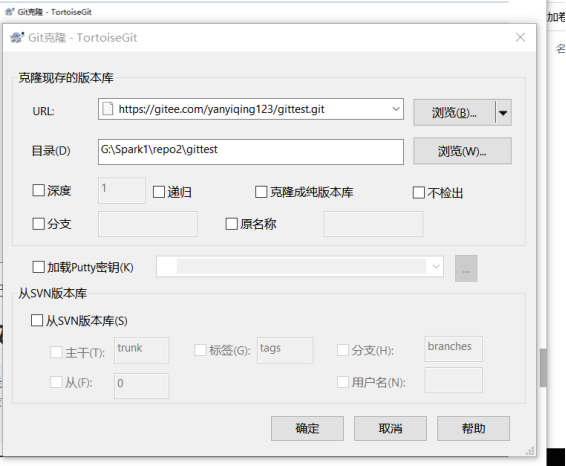 Git克隆 - TortoiseGit
Git克隆 - TortoiseGit
克隆现存的版本库
URL: https://gitee.com/yanyiqing123/gittest.git 浏览(B)...
目录(D) G:\Spark1\repo2\gittest 浏览(W)...
深度 1 递归 克隆成纯版本库 不检出
分支 原名称
加载Putty密钥(K) ...
从SVN版本库
从SVN版本库(S)
主干(T): trunk 标签(G): tags 分支(H): branches
从(F): 0 用户名(N):
确定 取消 帮助